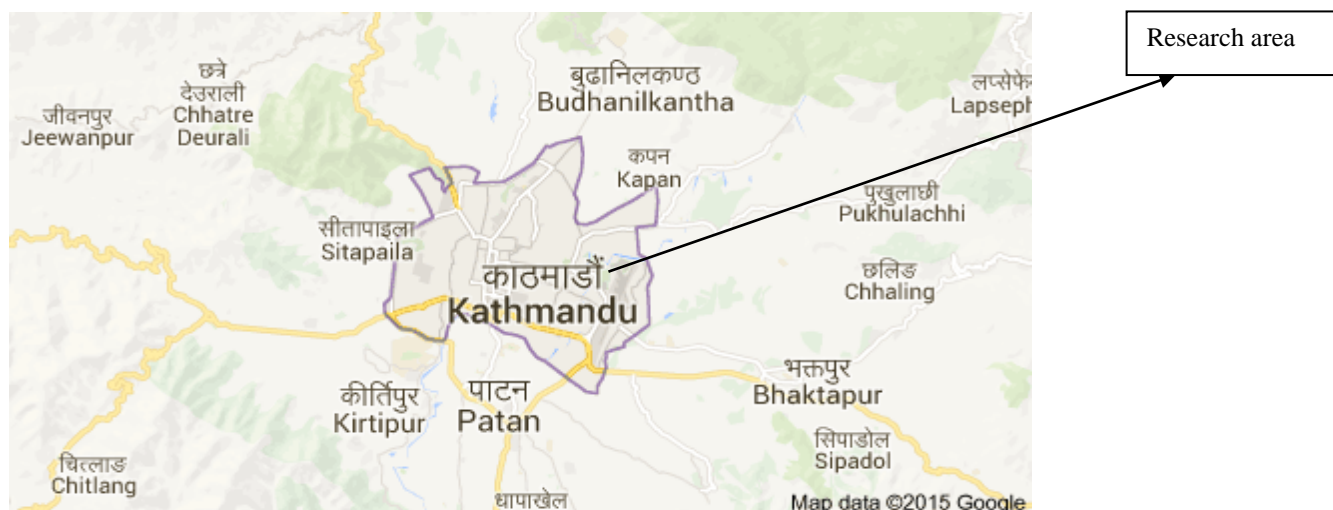 Research area
छत्रे
देउराली
Chhatre
Deurali
बुढानिलकण्ठ
Budhanilkantha
लप्सेफे
Lapseph
जीवनपुर
Jeewanpur
कपन
Kapan
पुखुलाछी
Pukhulachhi
सीतापाइला
Sitapaila
काठमाडौं
Kathmandu
छलिङ
Chhaling
भक्तपुर
Bhaktapur
कीर्तिपुर
Kirtipur
पाटन
Patan
सिपाडोल
Sipadol
चित्लाङ
Chitlang
थापाखेल
Map data ©2015 Google